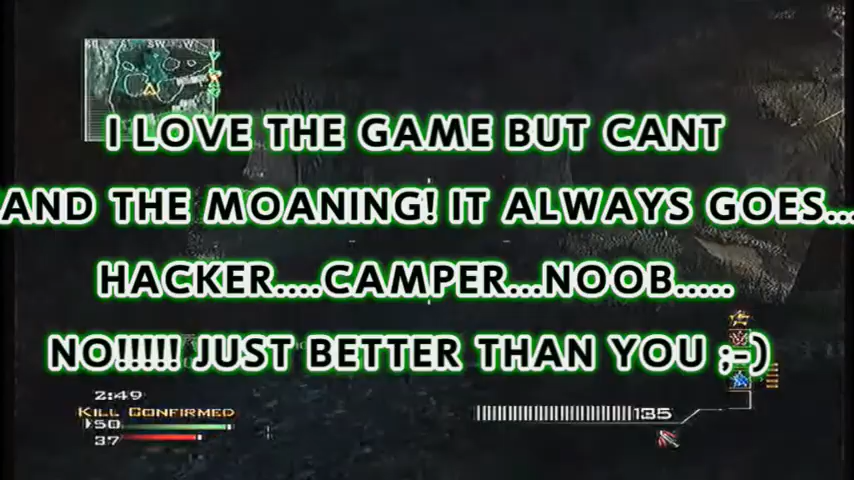 I LOVE THE GAME BUT CANT
AND THE MOANING! IT ALWAYS GOES...
HACKER....CAMPER...NOOB.....
NO!!!!!! JUST BETTER THAN YOU ;-)
2:49
KILL CONFIRMED
50
37
135